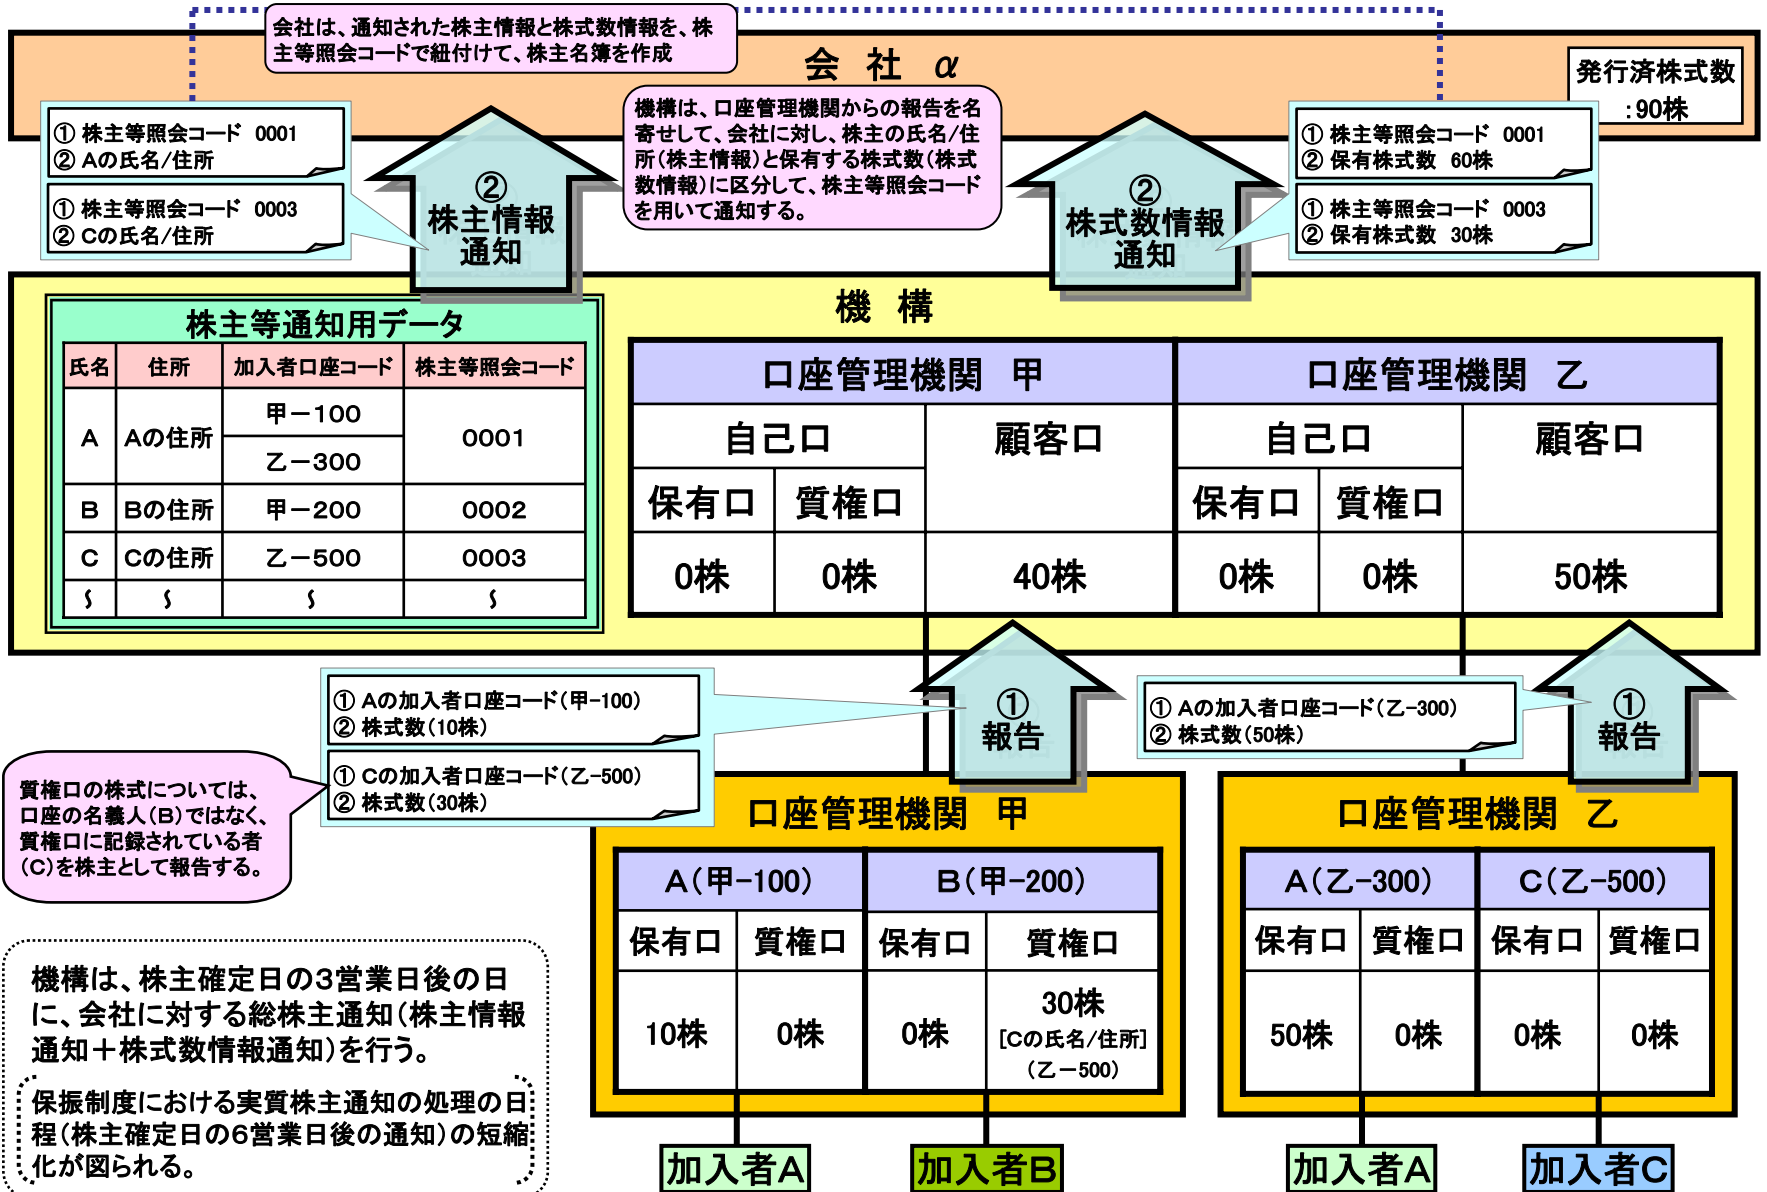 会社は、通知された株主情報と株式数情報を、株
主等照会コードで紐付けて、株主名簿を作成
会 社 α
発行済株式数
:90株
① 株主等照会コード 0001
② Aの氏名/住所
① 株主等照会コード 0003
② Cの氏名/住所
②
株主情報
通知
機構は、口座管理機関からの報告を名
寄せして、会社に対し、株主の氏名/住
所(株主情報)と保有する株式数(株式
数情報)に区分して、株主等照会コード
を用いて通知する。
②
株式数情報
通知
① 株主等照会コード 0001
② 保有株式数 60株
① 株主等照会コード 0003
② 保有株式数 30株
機 構
株主等通知用データ
氏名 住所 加入者口座コード 株主等照会コード
A Aの住所 甲-100 0001
乙-300
B Bの住所 甲-200 0002
C Cの住所 乙-500 0003
~ ~ ~ ~
口座管理機関 甲 口座管理機関 乙
自己口 顧客口 自己口 顧客口
保有口 質権口 保有口 質権口
0株 0株 40株 0株 0株 50株
① Aの加入者口座コード(甲-100)
② 株式数(10株)
① Cの加入者口座コード(乙-500)
② 株式数(30株)
①
報告
① Aの加入者口座コード(乙-300)
② 株式数(50株)
①
報告
質権口の株式については、
口座の名義人(B)ではなく、
質権口に記録されている者
(C)を株主として報告する。
口座管理機関 甲
A(甲-100) B(甲-200)
保有口 質権口 保有口 質権口
10株 0株 0株 30株
[Cの氏名/住所]
(乙-500)
口座管理機関 乙
A(乙-300) C(乙-500)
保有口 質権口 保有口 質権口
50株 0株 0株 0株
機構は、株主確定日の3営業日後の日
に、会社に対する総株主通知(株主情報
通知+株式数情報通知)を行う。
保振制度における実質株主通知の処理の日
程(株主確定日の6営業日後の通知)の短縮
化が図られる。
加入者A 加入者B 加入者A 加入者C